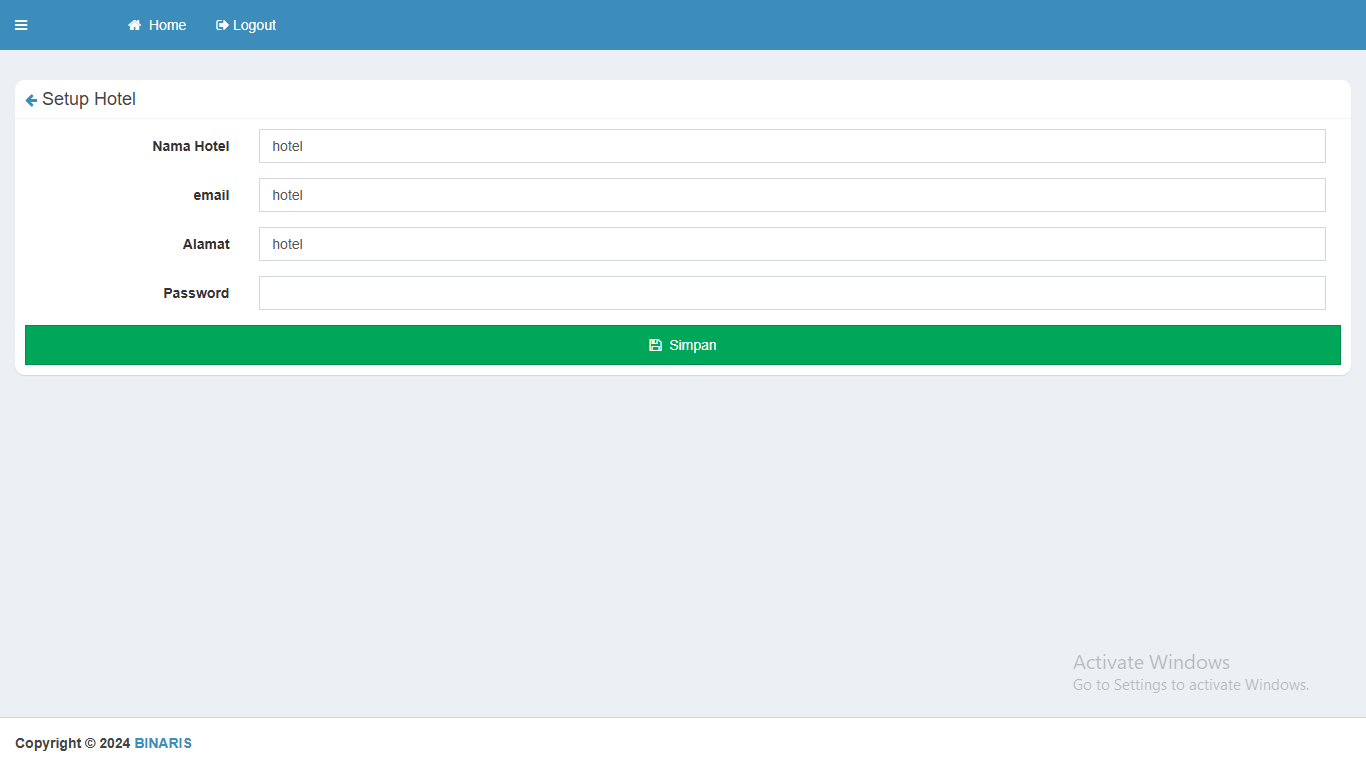 Home Logout
Setup Hotel
Nama Hotel hotel
email hotel
Alamat hotel
Password
Simpan
Activate Windows
Go to Settings to activate Windows.
Copyright © 2024 BINARIS